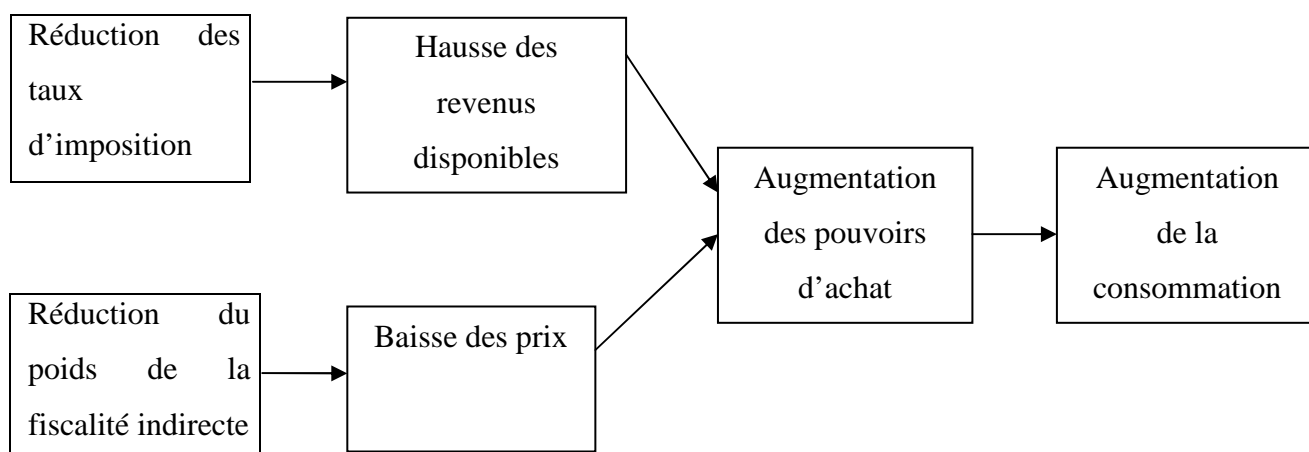 Réduction des
taux
d’imposition
Hausse des
revenus
disponibles
Augmentation
des pouvoirs
d’achat
Augmentation
de la
consommation
Réduction du
poids de la
fiscalité indirecte
Baisse des prix